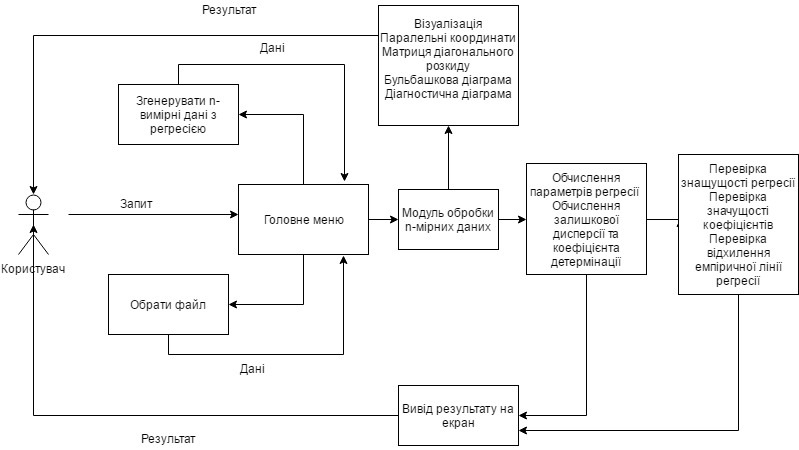 Результат
Візуалізація
Паралельні координати
Матриця діагонального
розкиду
Бульбашкова діаграма
Діагностична діаграма
Дані
Згенерувати n-
вимірні дані з
регресією
Запит
Користувач
Головне меню
Модуль обробки
n-мірних даних
Обчислення
параметрів регресії
Обчислення
залишкової
дисперсії та
коефіцієнта
детермінації
Перевірка
знащущості регресії
Перевірка
значущості
коефіцієнтів
Перевірка
відхилення
емпіричної лінії
регресії
Обрати файл
Дані
Вивід результату на
екран
Результат